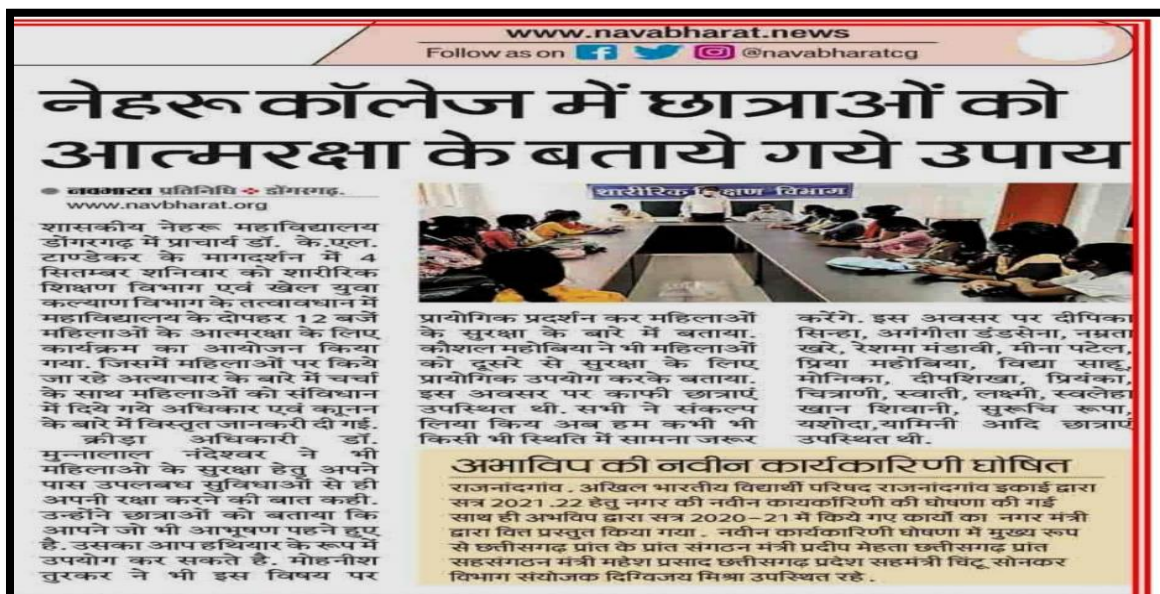 www.navabharat.news
Follow as on @navabharatcg
नेहरू कॉलेज में छात्राओं को
आत्मरक्षा के बताये गये उपाय
नवभारत प्रतिनिधि डोंगरगढ़.
www.navbharat.org
शासकीय नेहरू महाविद्यालय
डोंगरगढ़ में प्राचार्य डॉ. के.एल.
टाण्डेकर के मागदर्शन में 4
सितम्बर शनिवार को शारीरिक
शिक्षण विभाग एवं खेल युवा
कल्याण विभाग के तत्वावधान में
महाविद्यालय के दोपहर 12 बजें
महिलाओं के आत्मरक्षा के लिए
कार्यक्रम का आयोजन किया
गया. जिसमें महिलाओं पर किये
जा रहे अत्याचार के बारे में चर्चा
के साथ महिलाओं को संविधान
में दिये गये अधिकार एवं काूनन
के बारे में विस्तृत जानकरी दी गई.
क्रीड़ा अधिकारी डॉ.
मुन्नालाल नंदेश्वर ने भी
महिलाओ के सुरक्षा हेतु अपने
पास उपलबध सुविधाओं से ही
अपनी रक्षा करने की बात कही.
उन्होंने छात्राओं को बताया कि
आपने जो भी आभूषण पहने हुए
है. उसका आप हथियार के रूप में
उपयोग कर सकते है. मोहनीश
तुरकर ने भी इस विषय पर
शारीरिक शिक्षण विभाग
प्रायोगिक प्रदर्शन कर महिलाओं
के सुरक्षा के बारे में बताया.
कौशल महोबिया ने भी महिलाओं
को दूसरे से सुरक्षा के लिए
प्रायोगिक उपयोग करके बताया.
इस अवसर पर काफी छात्राएं
उपस्थित थी. सभी ने संकल्प
लिया किय अब हम कभी भी
किसी भी स्थिति में सामना जरूर
करेंगे. इस अवसर पर दीपिका
सिन्हा, अगंगीता डंडसेना, नम्रता
खरे, रेशमा मंडावी, मीना पटेल,
प्रिया महोबिया, विद्या साहू,
मोनिका, दीपशिखा, प्रियंका,
चित्राणी, स्वाती, लक्ष्मी, स्वलेहा
खान शिवानी, सुरूचि रूपा,
यशोदा,यामिनी आदि छात्राएं
उपस्थित थी.
अभाविप की नवीन कार्यकारिणी घोषित
राजनांदगांव. अखिल भारतीय विद्यार्थी परिषद राजनांदगांव इकाई द्वारा
सत्र 2021.22 हेतु नगर की नवीन कार्यकारिणी की घोषणा की गई
साथ ही अभविप द्वारा सत्र 2020-21 में किये गए कार्यो का नगर मंत्री
द्वारा वित्त प्रस्तुत किया गया. नवीन कार्यकारिणी घोषणा में मुख्य रूप
से छत्तीसगढ़ प्रांत के प्रांत संगठन मंत्री प्रदीप मेहता छत्तीसगढ़ प्रांत
सहसंगठन मंत्री महेश प्रसाद छत्तीसगढ़ प्रदेश सहमंत्री चिंटू सोनकर
विभाग संयोजक दिग्विजय मिश्रा उपस्थित रहे.